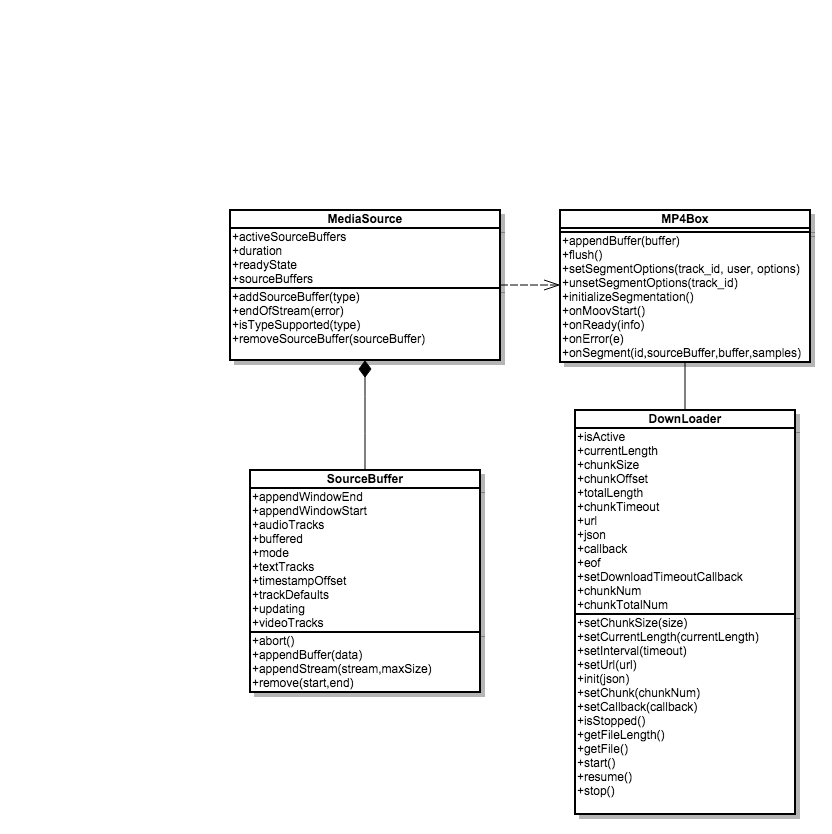 MediaSource
+activeSourceBuffers
+duration
+readyState
+sourceBuffers
+addSourceBuffer(type)
+endOfStream(error)
+isTypeSupported(type)
+removeSourceBuffer(sourceBuffer)
MP4Box
+appendBuffer(buffer)
+flush()
+setSegmentOptions(track_id, user, options)
+unsetSegmentOptions(track_id)
+initializeSegmentation()
+onMoovStart()
+onReady(info)
+onError(e)
+onSegment(id,sourceBuffer,buffer,samples)
SourceBuffer
+appendWindowEnd
+appendWindowStart
+audioTracks
+buffered
+mode
+textTracks
+timestampOffset
+trackDefaults
+updating
+videoTracks
+abort()
+appendBuffer(data)
+appendStream(stream,maxSize)
+remove(start,end)
DownLoader
+isActive
+currentLength
+chunkSize
+chunkOffset
+totalLength
+chunkTimeout
+url
+json
+callback
+eof
+setDownloadTimeoutCallback
+chunkNum
+chunkTotalNum
+setChunkSize(size)
+setCurrentLength(currentLength)
+setInterval(timeout)
+setUrl(url)
+init(json)
+setChunk(chunkNum)
+setCallback(callback)
+isStopped()
+getFileLength()
+getFile()
+start()
+resume()
+stop()